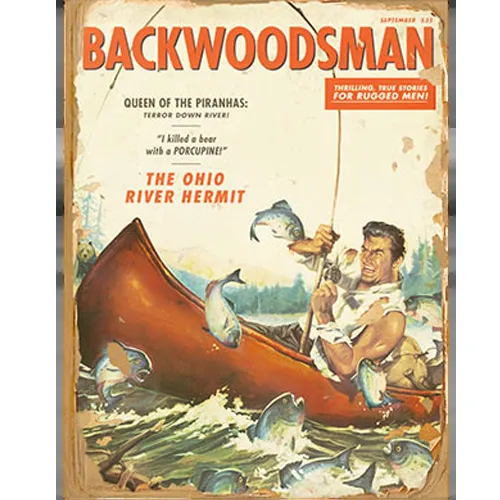 SEPTEMBER $35
BACKWOODSMAN
THRILLING, TRUE STORIES
FOR RUGGED MEN!
QUEEN OF THE PIRANHAS:
TERROR DOWN RIVER!
"I killed a bear
with a PORCUPINE!"
THE OHIO
RIVER HERMIT